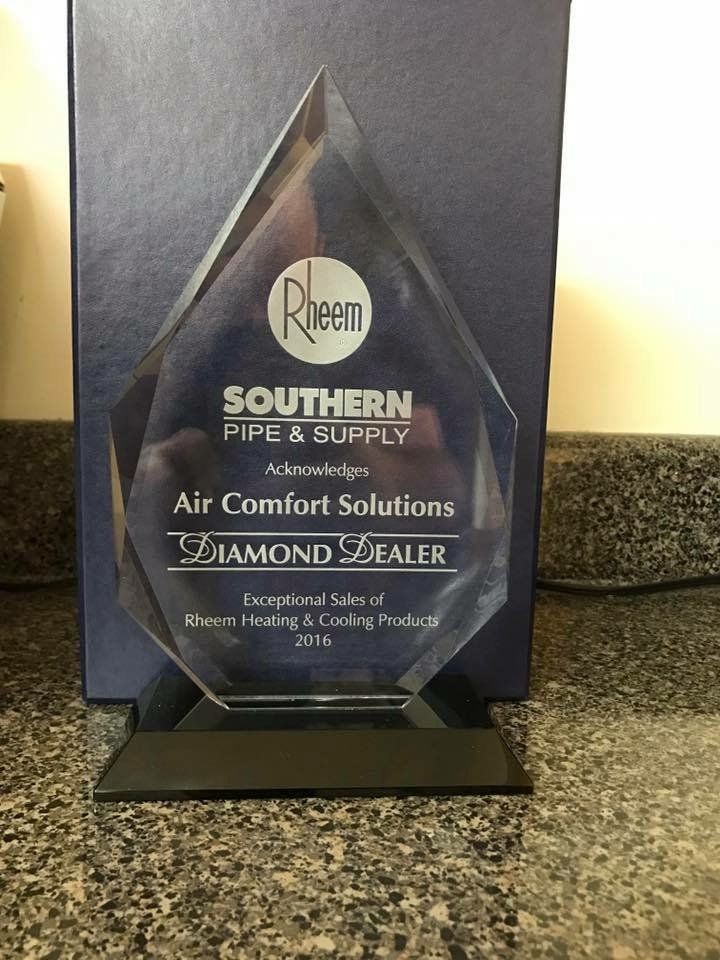 Rheem
SOUTHERN
PIPE & SUPPLY
Acknowledges
Air Comfort Solutions
DIAMOND DEALER
Exceptional Sales of
Rheem Heating & Cooling Products
2016